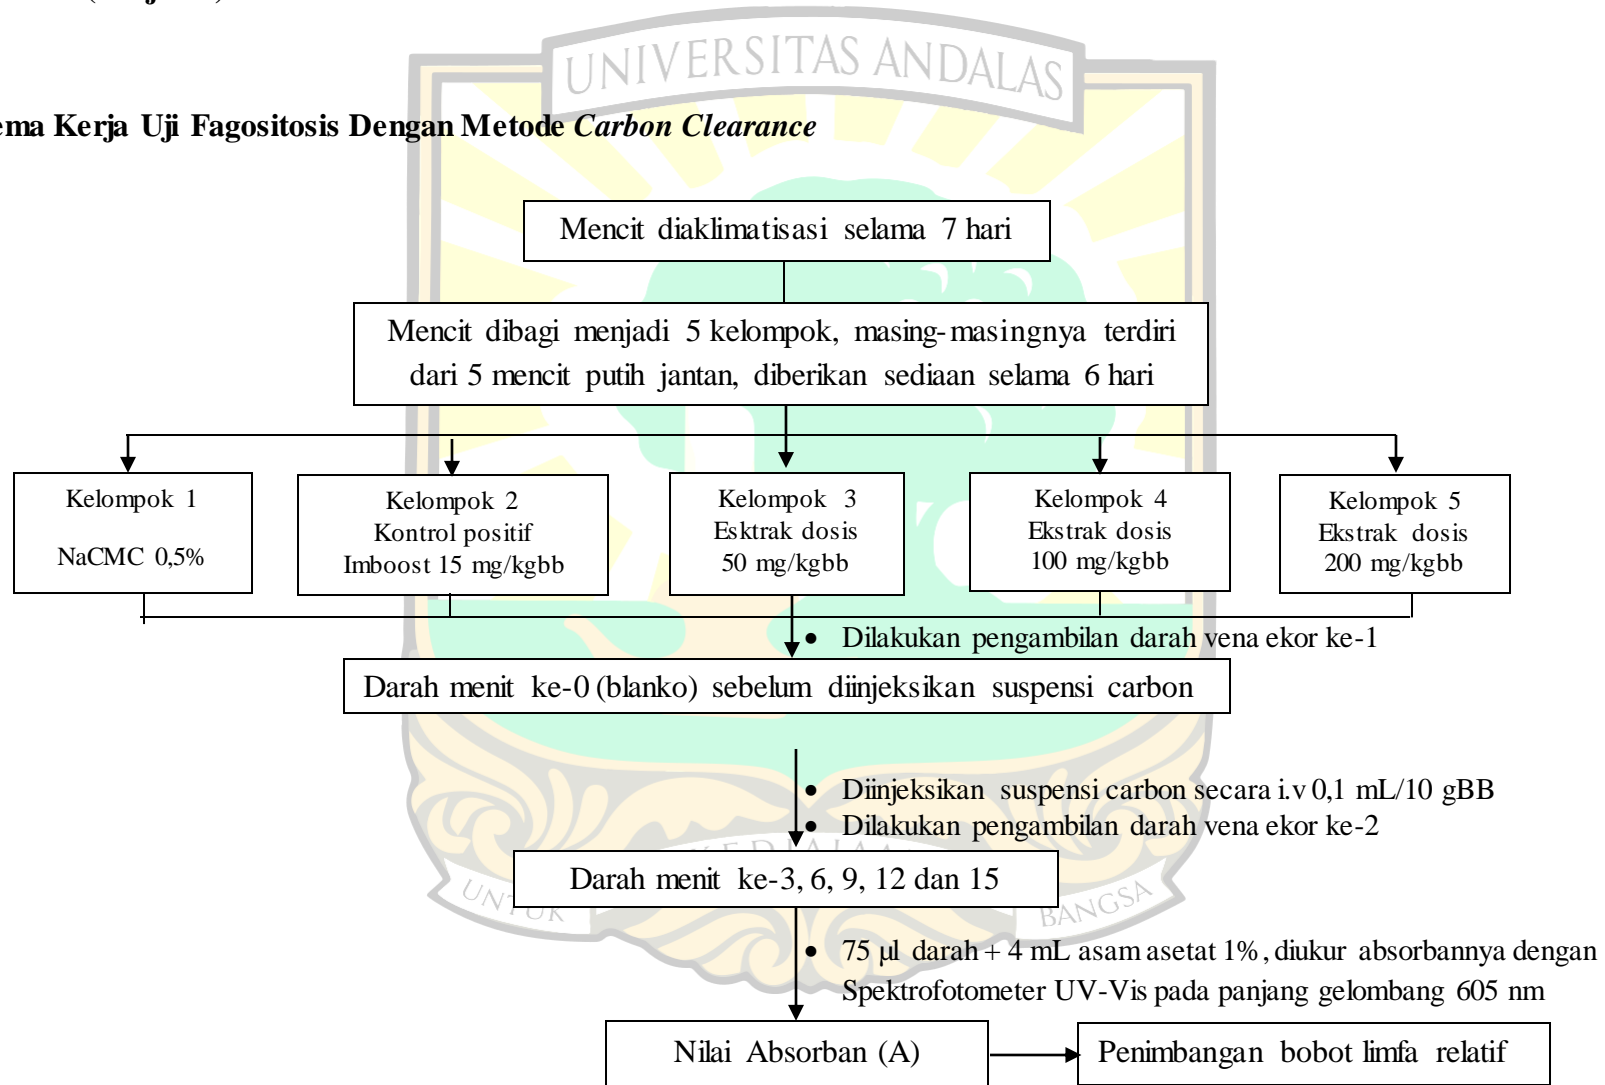 UNIVERSITAS ANDALAS
ema Kerja Uji Fagositosis Dengan Metode Carbon Clearance
Mencit diaklimatisasi selama 7 hari
Mencit dibagi menjadi 5 kelompok, masing-masingnya terdiri
dari 5 mencit putih jantan, diberikan sediaan selama 6 hari
Kelompok 1
NaCMC 0,5%
Kelompok 2
Kontrol positif
Imboost 15 mg/kgbb
Kelompok 3
Esktrak dosis
50 mg/kgbb
Kelompok 4
Ekstrak dosis
100 mg/kgbb
Kelompok 5
Ekstrak dosis
200 mg/kgbb
• Dilakukan pengambilan darah vena ekor ke-1
Darah menit ke-0 (blanko) sebelum diinjeksikan suspensi carbon
• Diinjeksikan suspensi carbon secara i.v 0,1 mL/10 gBB
• Dilakukan pengambilan darah vena ekor ke-2
Darah menit ke-3, 6, 9, 12 dan 15
UNTUK
BANGSA
• 75 µl darah + 4 mL asam asetat 1%, diukur absorbannya dengan
Spektrofotometer UV-Vis pada panjang gelombang 605 nm
Nilai Absorban (A)
Penimbangan bobot limfa relatif